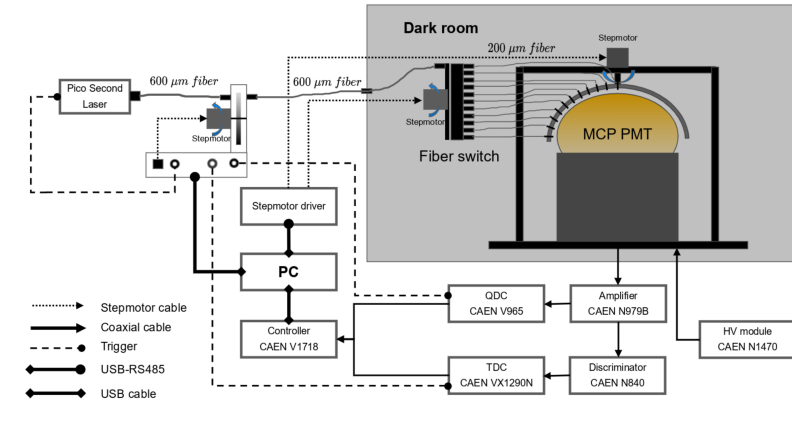 Dark room
Stepmotor
200 μm fiber
600 μm fiber
600 μm fiber
Pico Second
Laser
Stepmotor
Stepmotor
MCP PMT
Fiber switch
Stepmotor driver
PC
QDC
CAEN V965
Amplifier
CAEN N979B
Controller
CAEN V1718
HV module
CAEN N1470
TDC
CAEN VX1290N
Discriminator
CAEN N840
Stepmotor cable
Coaxial cable
Trigger
USB-RS485
USB cable